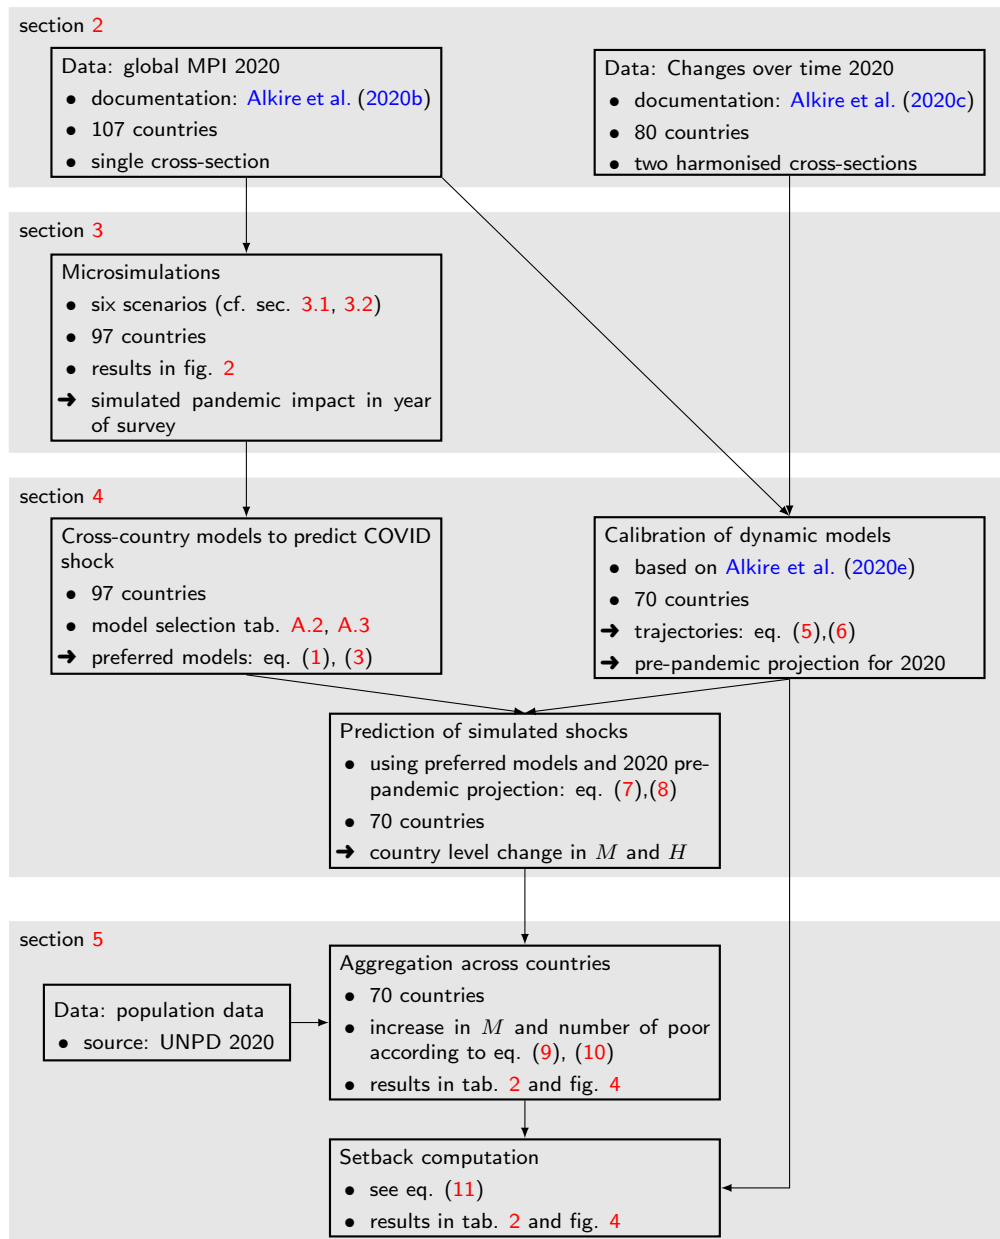 section 2
Data: global MPI 2020
• documentation: Alkire et al. (2020b)
• 107 countries
• single cross-section
Data: Changes over time 2020
• documentation: Alkire et al. (2020c)
• 80 countries
• two harmonised cross-sections
section 3
Microsimulations
• six scenarios (cf. sec. 3.1, 3.2)
• 97 countries
• results in fig. 2
➜ simulated pandemic impact in year
of survey
section 4
Cross-country models to predict COVID
shock
• 97 countries
• model selection tab. A.2, A.3
➜ preferred models: eq. (1), (3)
Calibration of dynamic models
• based on Alkire et al. (2020e)
• 70 countries
➜ trajectories: eq. (5),(6)
➜ pre-pandemic projection for 2020
Prediction of simulated shocks
• using preferred models and 2020 pre-
pandemic projection: eq. (7),(8)
• 70 countries
➜ country level change in M and H
section 5
Data: population data
• source: UNPD 2020
Aggregation across countries
• 70 countries
• increase in M and number of poor
according to eq. (9), (10)
• results in tab. 2 and fig. 4
Setback computation
• see eq. (11)
• results in tab. 2 and fig. 4